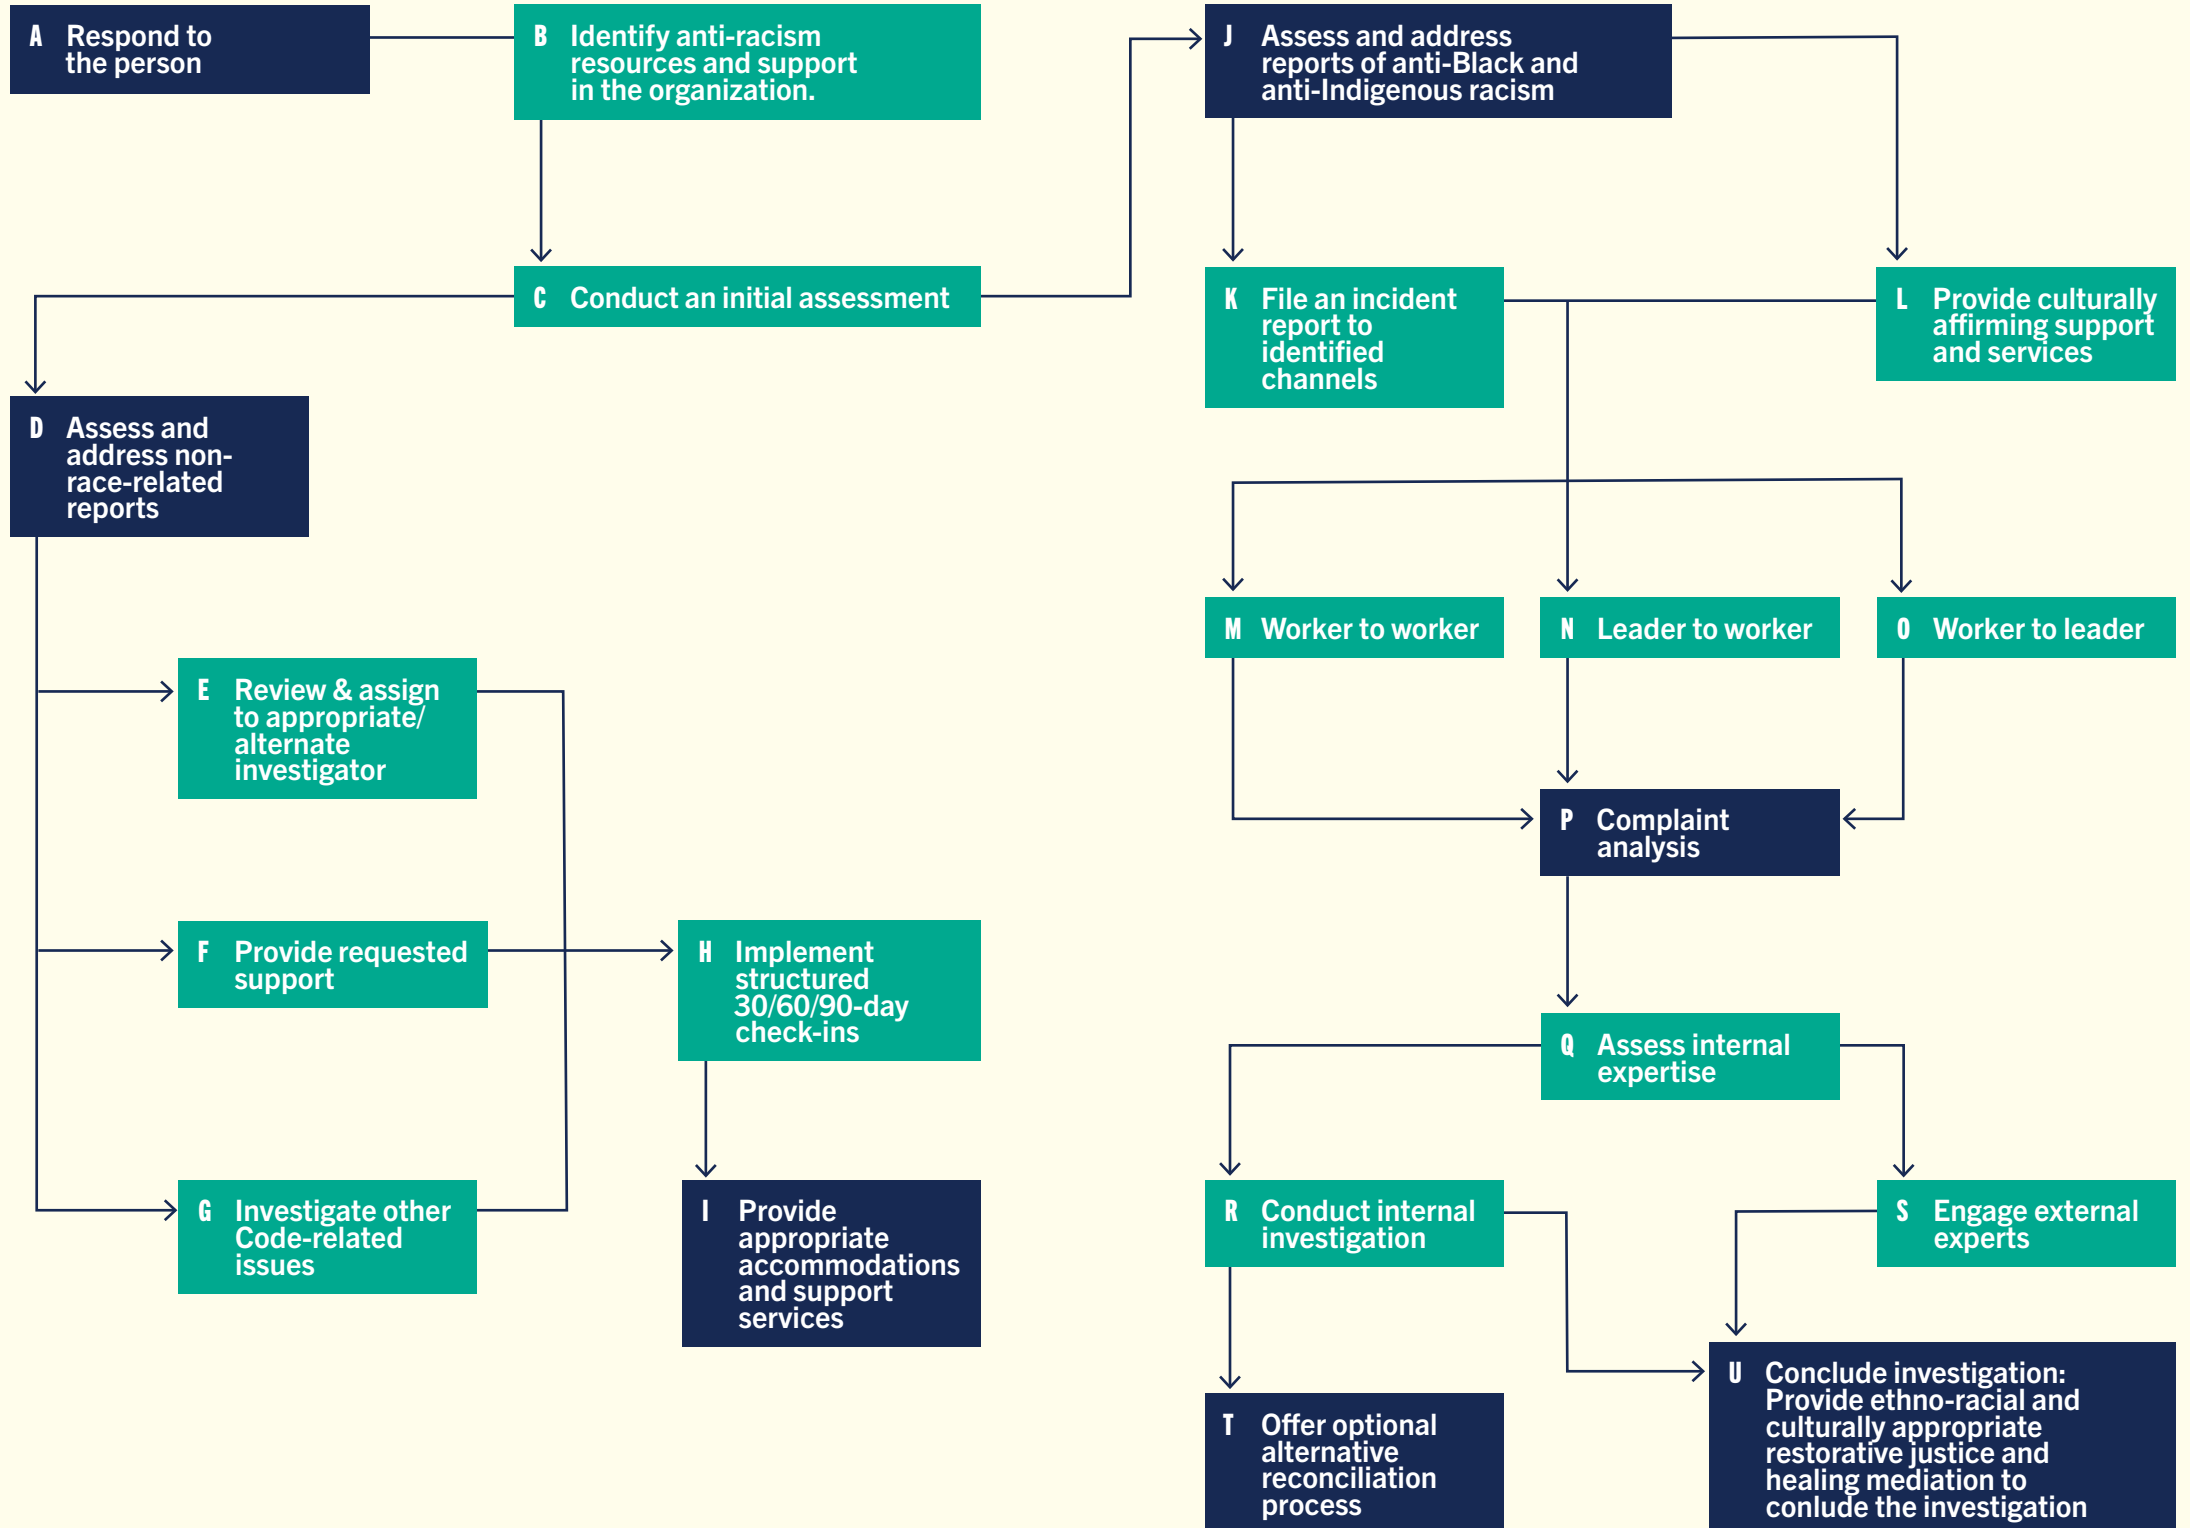 A Respond to
the person
B Identify anti-racism
resources and support
in the organization.
C Conduct an initial assessment
D Assess and
address non-
race-related
reports
E Review & assign
to appropriate/
alternate
investigator
F Provide requested
support
G Investigate other
Code-related
issues
H Implement
structured
30/60/90-day
check-ins
I Provide
appropriate
accommodations
and support
services
J Assess and address
reports of anti-Black and
anti-Indigenous racism
K File an incident
report to
identified
channels
L Provide culturally
affirming support
and services
M Worker to worker
N Leader to worker
O Worker to leader
P Complaint
analysis
Q Assess internal
expertise
R Conduct internal
investigation
S Engage external
experts
T Offer optional
alternative
reconciliation
process
U Conclude investigation:
Provide ethno-racial and
culturally appropriate
restorative justice and
healing mediation to
conlude the investigation